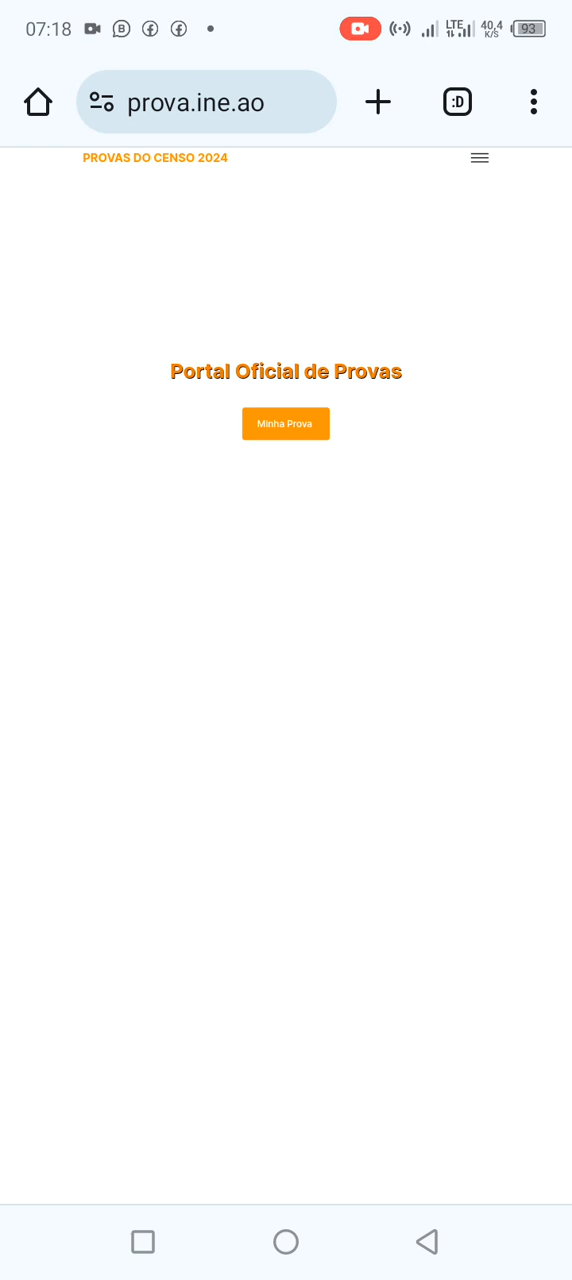 07:18 LTE 40,4 K/S 93
prova.ine.ao :D
PROVAS DO CENSO 2024
Portal Oficial de Provas
Minha Prova